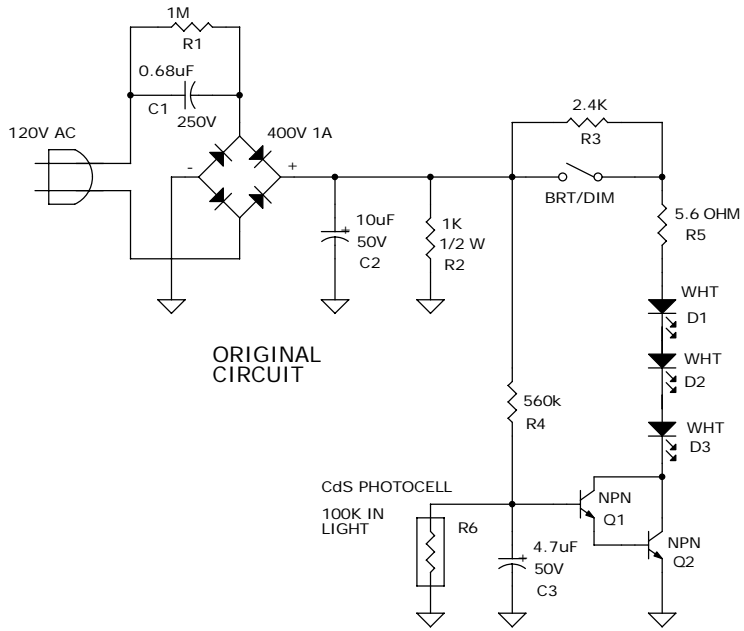 1M
R1
0.68uF
C1
250V
120V AC
400V 1A
-
+
2.4K
R3
BRT/DIM
5.6 OHM
R5
+
10uF
50V
C2
1K
1/2 W
R2
WHT
D1
WHT
D2
WHT
D3
ORIGINAL
CIRCUIT
560k
R4
CdS PHOTOCELL
100K IN
LIGHT
R6
+
4.7uF
50V
C3
NPN
Q1
NPN
Q2